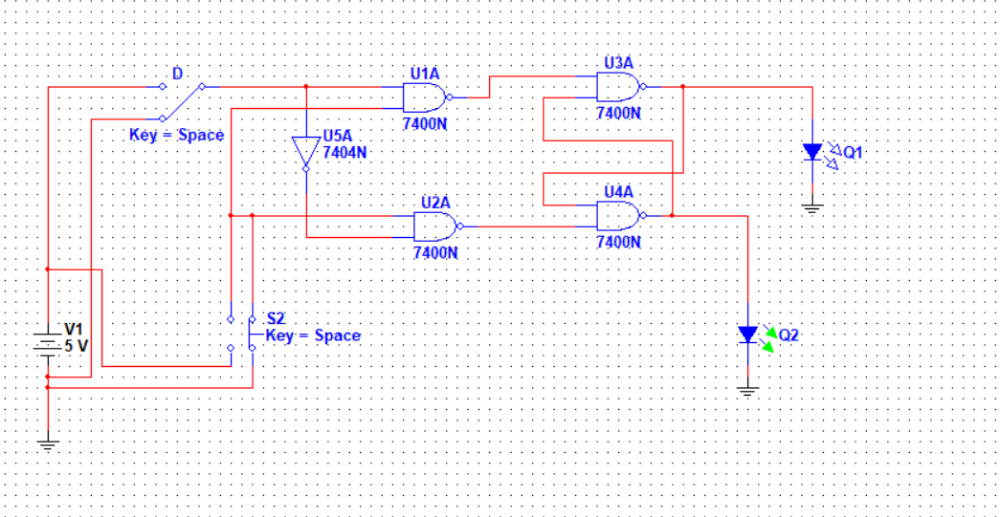 D
Key = Space
U1A
7400N
U3A
7400N
U5A
7404N
Q1
U2A
7400N
U4A
7400N
V1
5 V
S2
Key = Space
Q2